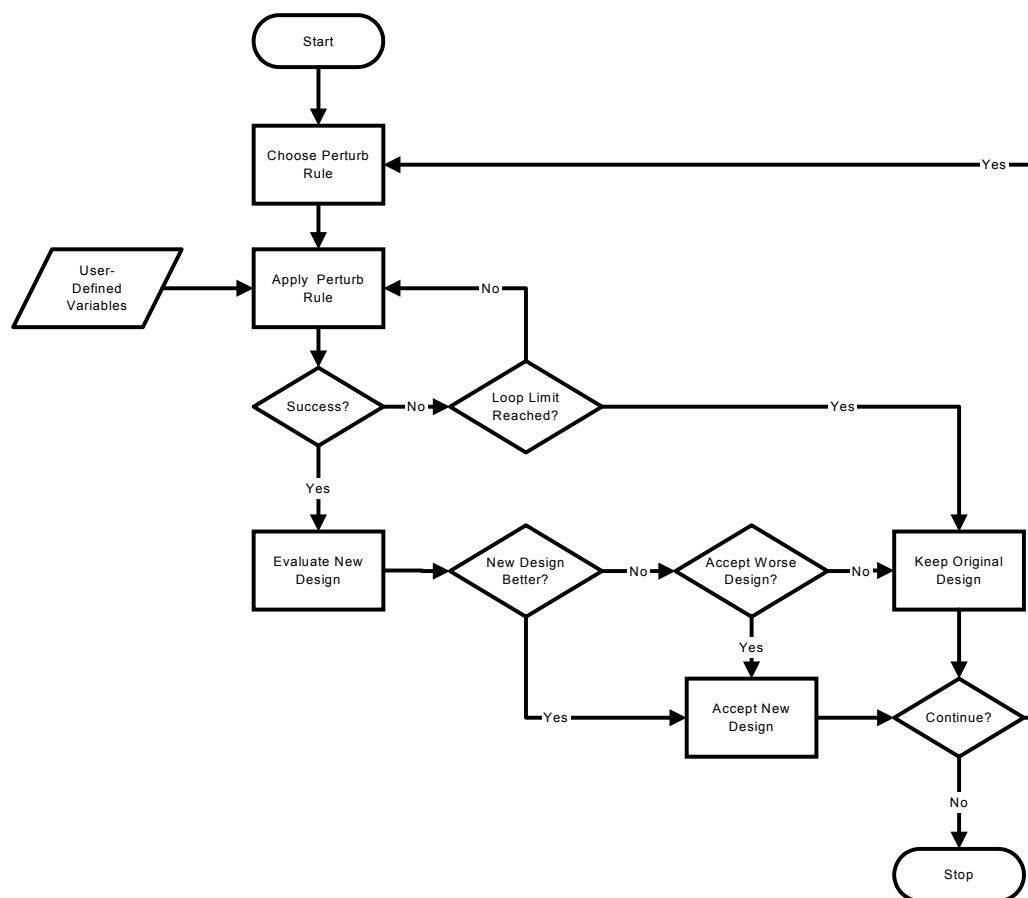 Start
Choose Perturb
Rule
Yes
User-
Defined
Variables
Apply Perturb
Rule
No
Success?
No
Loop Limit
Reached?
Yes
Yes
Evaluate New
Design
New Design
Better?
No
Accept Worse
Design?
No
Keep Original
Design
Yes
Yes
Accept New
Design
Continue?
No
Stop